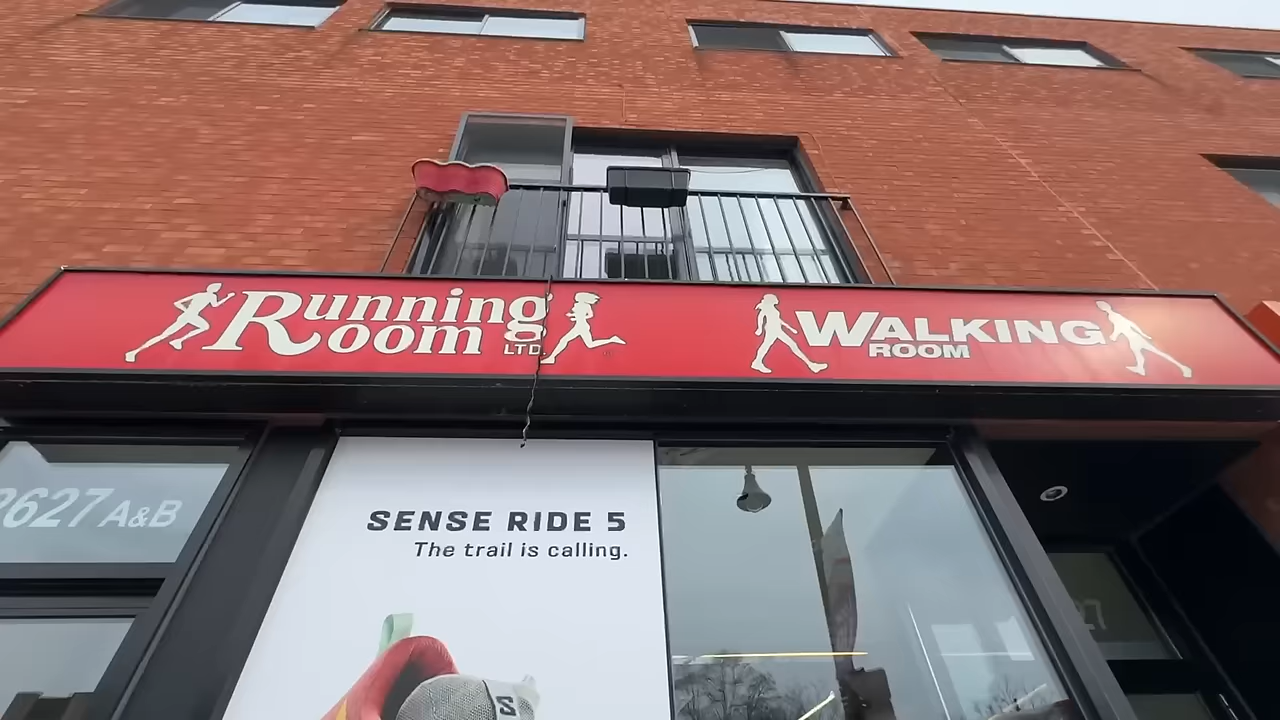 Running
Room
LTD.
WALKING
ROOM
2627 A&B
SENSE RIDE 5
The trail is calling.